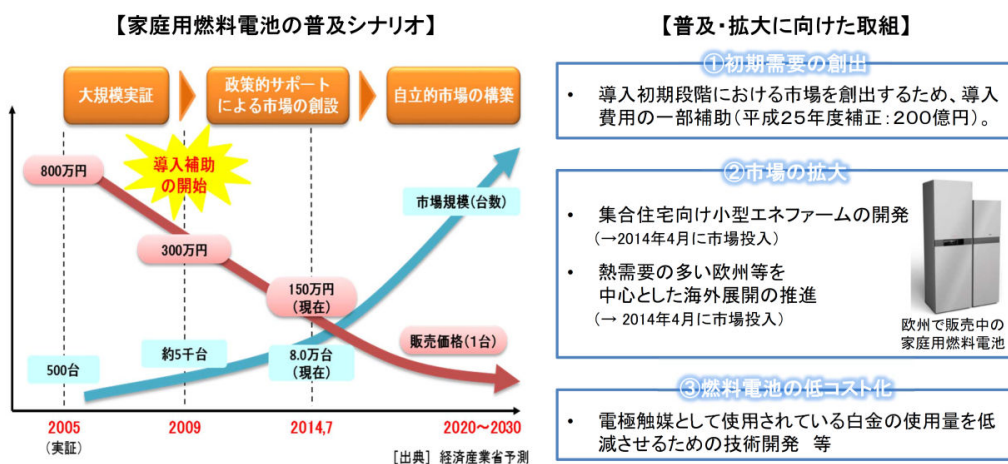 【家庭用燃料電池の普及シナリオ】
大規模実証
政策的サポート
による市場の創設
自立的市場の構築
800万円
導入補助
の開始
300万円
150万円
(現在)
市場規模(台数)
販売価格(1台)
500台
約5千台
8.0万台
(現在)
2005
(実証)
2009
2014,7
2020～2030
[出典] 経済産業省予測
【普及・拡大に向けた取組】
①初期需要の創出
• 導入初期段階における市場を創出するため、導入
費用の一部補助(平成25年度補正:200億円)。
②市場の拡大
• 集合住宅向け小型エネファームの開発
(→2014年4月に市場投入)
• 熱需要の多い欧州等を
中心とした海外展開の推進
(→ 2014年4月に市場投入)
欧州で販売中の
家庭用燃料電池
③燃料電池の低コスト化
• 電極触媒として使用されている白金の使用量を低
減させるための技術開発 等